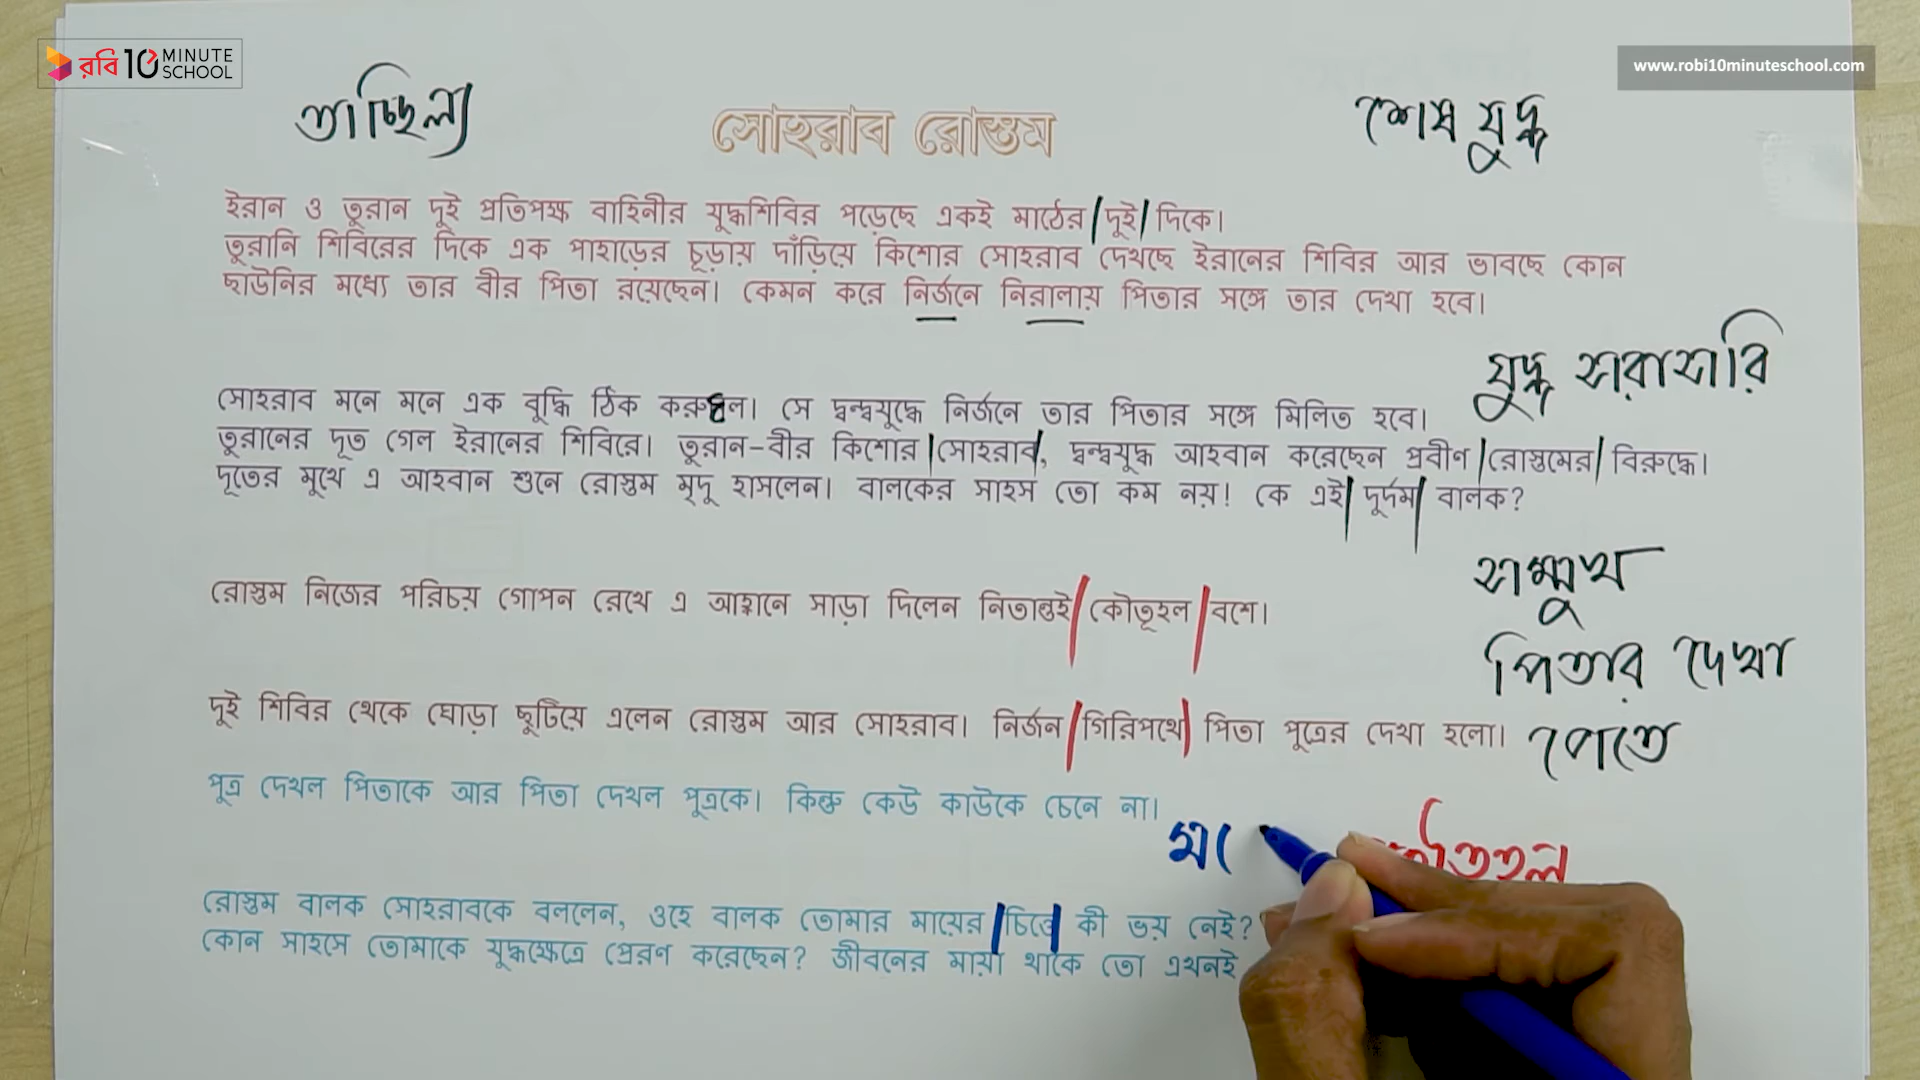 রবি 10 MINUTE SCHOOL
www.robi10minuteschool.com
তাচ্ছিল্য
সোহরাব রোস্তম
শেষ যুদ্ধ
ইরান ও তুরান দুই প্রতিপক্ষ বাহিনীর যুদ্ধশিবির পড়েছে একই মাঠের দুই দিকে।
তুরানি শিবিরের দিকে এক পাহাড়ের চূড়ায় দাঁড়িয়ে কিশোর সোহরাব দেখছে ইরানের শিবির আর ভাবছে কোন
ছাউনির মধ্যে তার বীর পিতা রয়েছেন। কেমন করে নির্জনে নিরালায় পিতার সঙ্গে তার দেখা হবে।
যুদ্ধ সরাসরি
সোহরাব মনে মনে এক বুদ্ধি ঠিক করল। সে দ্বন্দ্বযুদ্ধে নির্জনে তার পিতার সঙ্গে মিলিত হবে।
তুরানের দূত গেল ইরানের শিবিরে। তুরান-বীর কিশোর সোহরাব, দ্বন্দ্বযুদ্ধ আহবান করেছেন প্রবীণ রোস্তমের বিরুদ্ধে।
দূতের মুখে এ আহবান শুনে রোস্তম মৃদু হাসলেন। বালকের সাহস তো কম নয়! কে এই দুর্দম বালক?
সম্মুখ
রোস্তম নিজের পরিচয় গোপন রেখে এ আহ্বানে সাড়া দিলেন নিতান্তই কৌতূহল বশে।
পিতার দেখা
দুই শিবির থেকে ঘোড়া ছুটিয়ে এলেন রোস্তম আর সোহরাব। নির্জন গিরিপথে পিতা পুত্রের দেখা হলো।
পেতে
পুত্র দেখল পিতাকে আর পিতা দেখল পুত্রকে। কিন্তু কেউ কাউকে চেনে না।
কৌতূহল
রোস্তম বালক সোহরাবকে বললেন, ওহে বালক তোমার মায়ের চিত্তে কী ভয় নেই?
কোন সাহসে তোমাকে যুদ্ধক্ষেত্রে প্রেরণ করেছেন? জীবনের মায়া থাকে তো এখনই